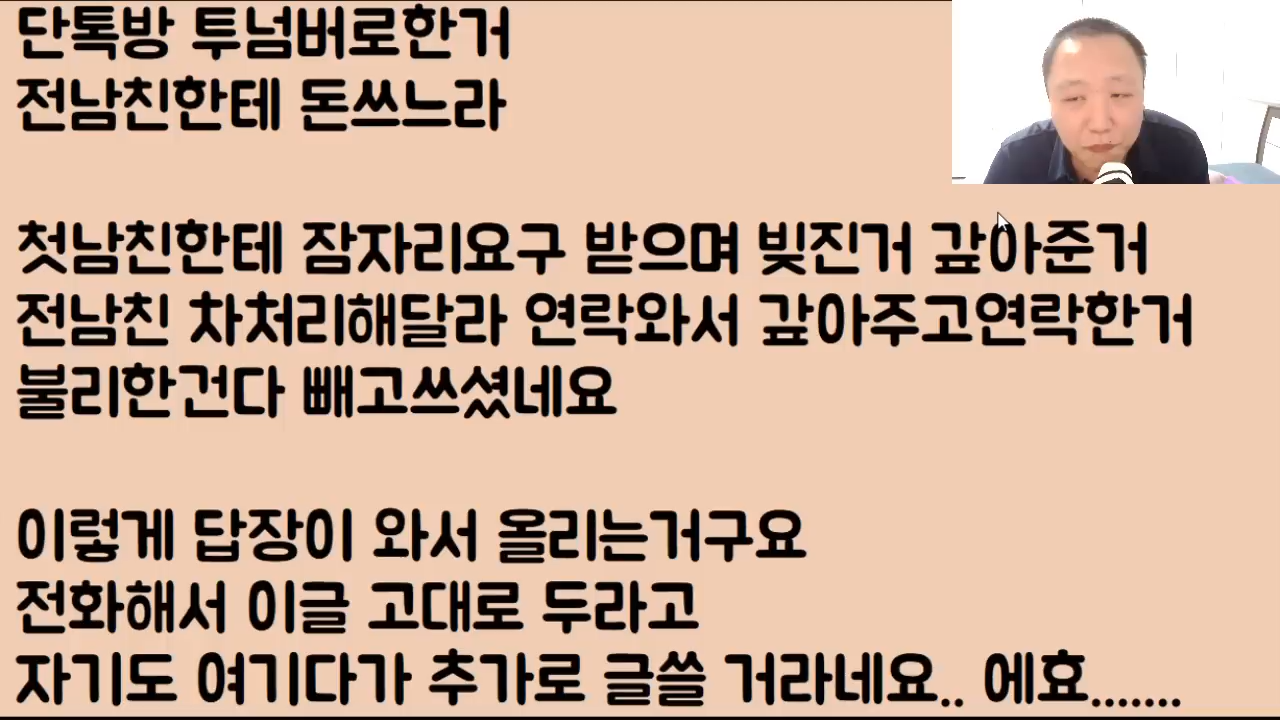 단톡방 투넘버로한거
전남친한테 돈쓰느라
첫남친한테 잠자리요구 받으며 빚진거 갚아준거
전남친 차처리해달라 연락와서 갚아주고연락한거
불리한건다 빼고쓰셨네요
이렇게 답장이 와서 올리는거구요
전화해서 이글 고대로 두라고
자기도 여기다가 추가로 글쓸 거라네요.. 에효.......